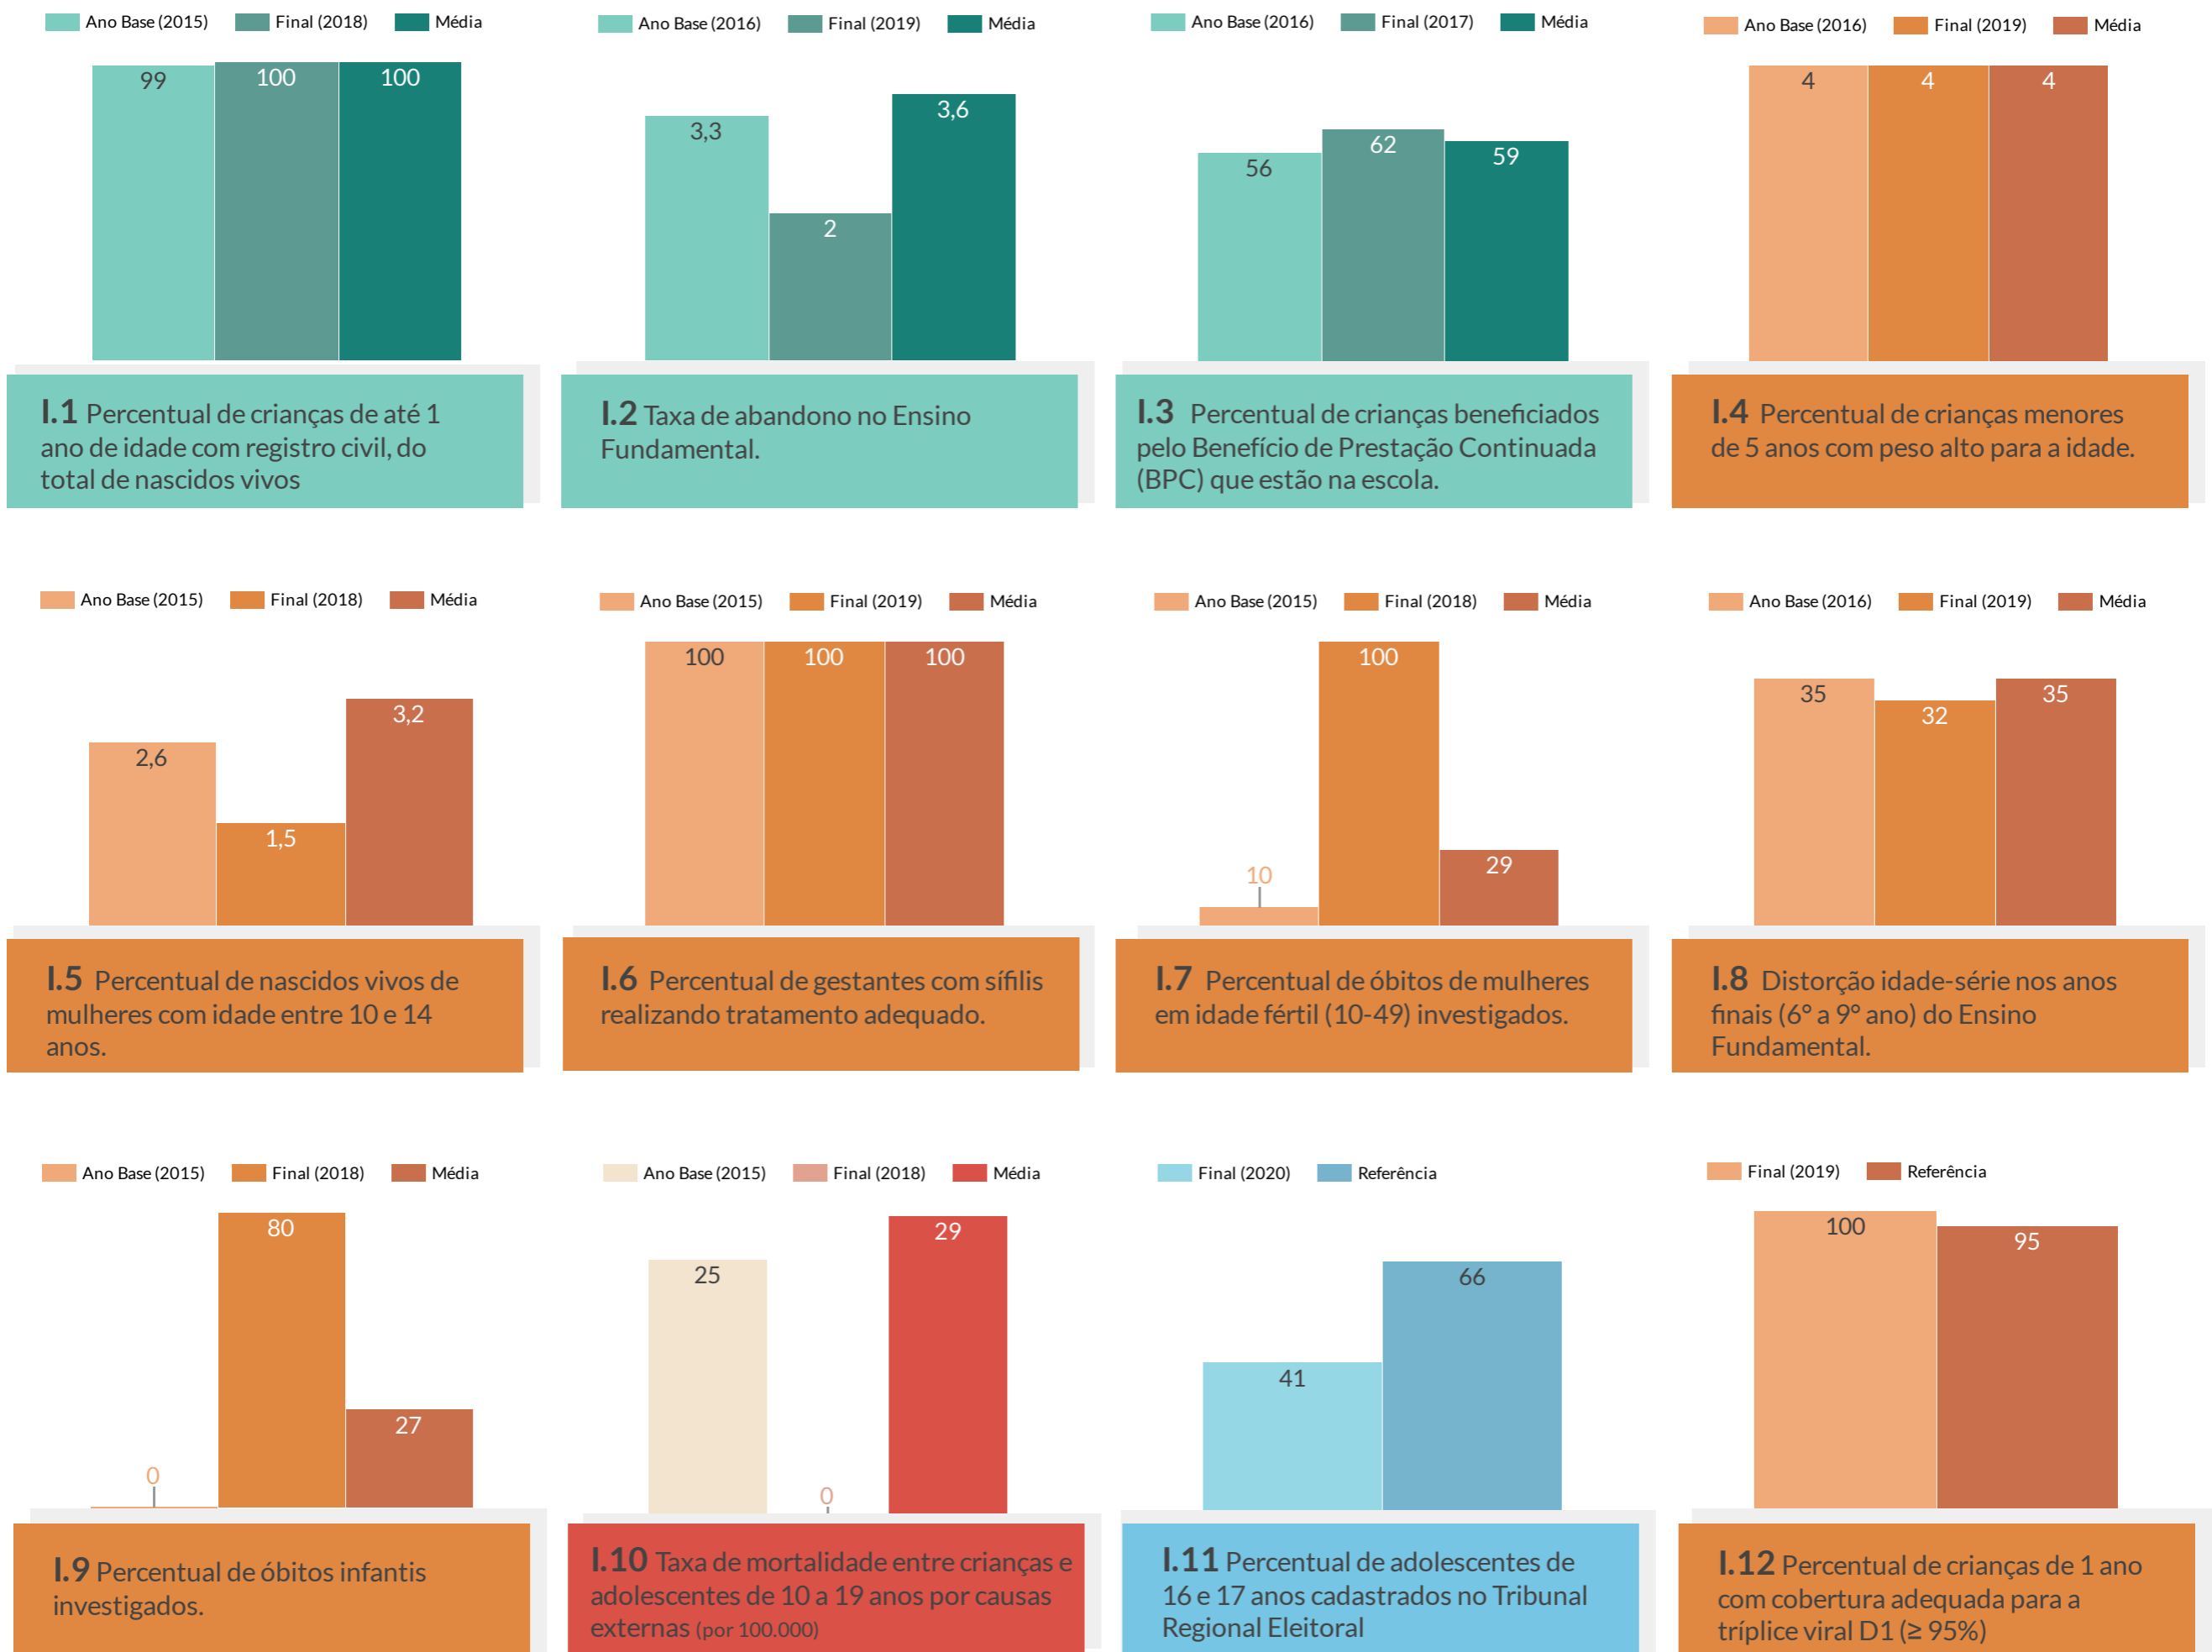 Ano Base (2015) Final (2018) Média
99 100 100
I.1 Percentual de crianças de até 1
ano de idade com registro civil, do
total de nascidos vivos
Ano Base (2016) Final (2019) Média
3,3 2 3,6
I.2 Taxa de abandono no Ensino
Fundamental.
Ano Base (2016) Final (2017) Média
56 62 59
I.3 Percentual de crianças beneficiados
pelo Benefício de Prestação Continuada
(BPC) que estão na escola.
Ano Base (2016) Final (2019) Média
4 4 4
I.4 Percentual de crianças menores
de 5 anos com peso alto para a idade.
Ano Base (2015) Final (2018) Média
2,6 1,5 3,2
I.5 Percentual de nascidos vivos de
mulheres com idade entre 10 e 14
anos.
Ano Base (2015) Final (2019) Média
100 100 100
I.6 Percentual de gestantes com sífilis
realizando tratamento adequado.
Ano Base (2015) Final (2018) Média
10 100 29
I.7 Percentual de óbitos de mulheres
em idade fértil (10-49) investigados.
Ano Base (2016) Final (2019) Média
35 32 35
I.8 Distorção idade-série nos anos
finais (6° a 9° ano) do Ensino
Fundamental.
Ano Base (2015) Final (2018) Média
0 80 27
I.9 Percentual de óbitos infantis
investigados.
Ano Base (2015) Final (2018) Média
25 0 29
I.10 Taxa de mortalidade entre crianças e
adolescentes de 10 a 19 anos por causas
externas (por 100.000)
Final (2020) Referência
41 66
I.11 Percentual de adolescentes de
16 e 17 anos cadastrados no Tribunal
Regional Eleitoral
Final (2019) Referência
100 95
I.12 Percentual de crianças de 1 ano
com cobertura adequada para a
tríplice viral D1 (≥ 95%)